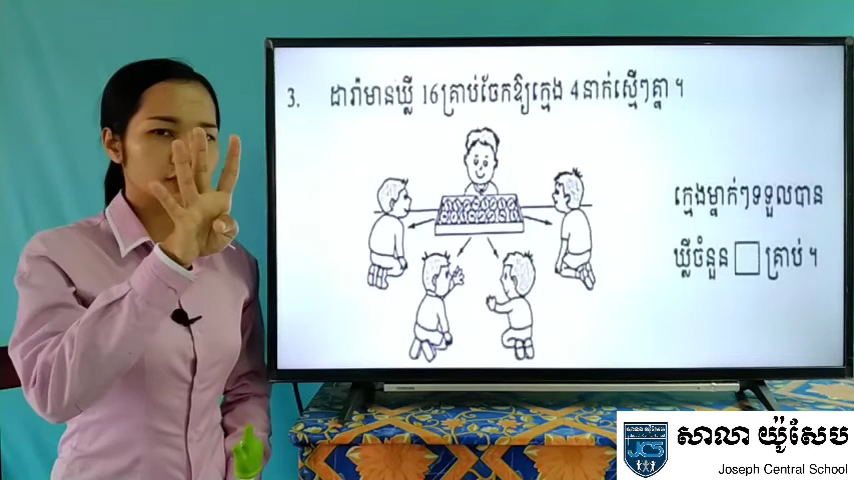 3. ដារ៉ាមានឃ្លី 16គ្រាប់ចែកឱ្យក្មេង 4នាក់ស្មើៗគ្នា ។
ក្មេងម្នាក់ៗទទួលបាន
ឃ្លីចំនួន គ្រាប់ ។
TOSHIBA
JCS
សាលា យ៉ូសែប
Joseph Central School